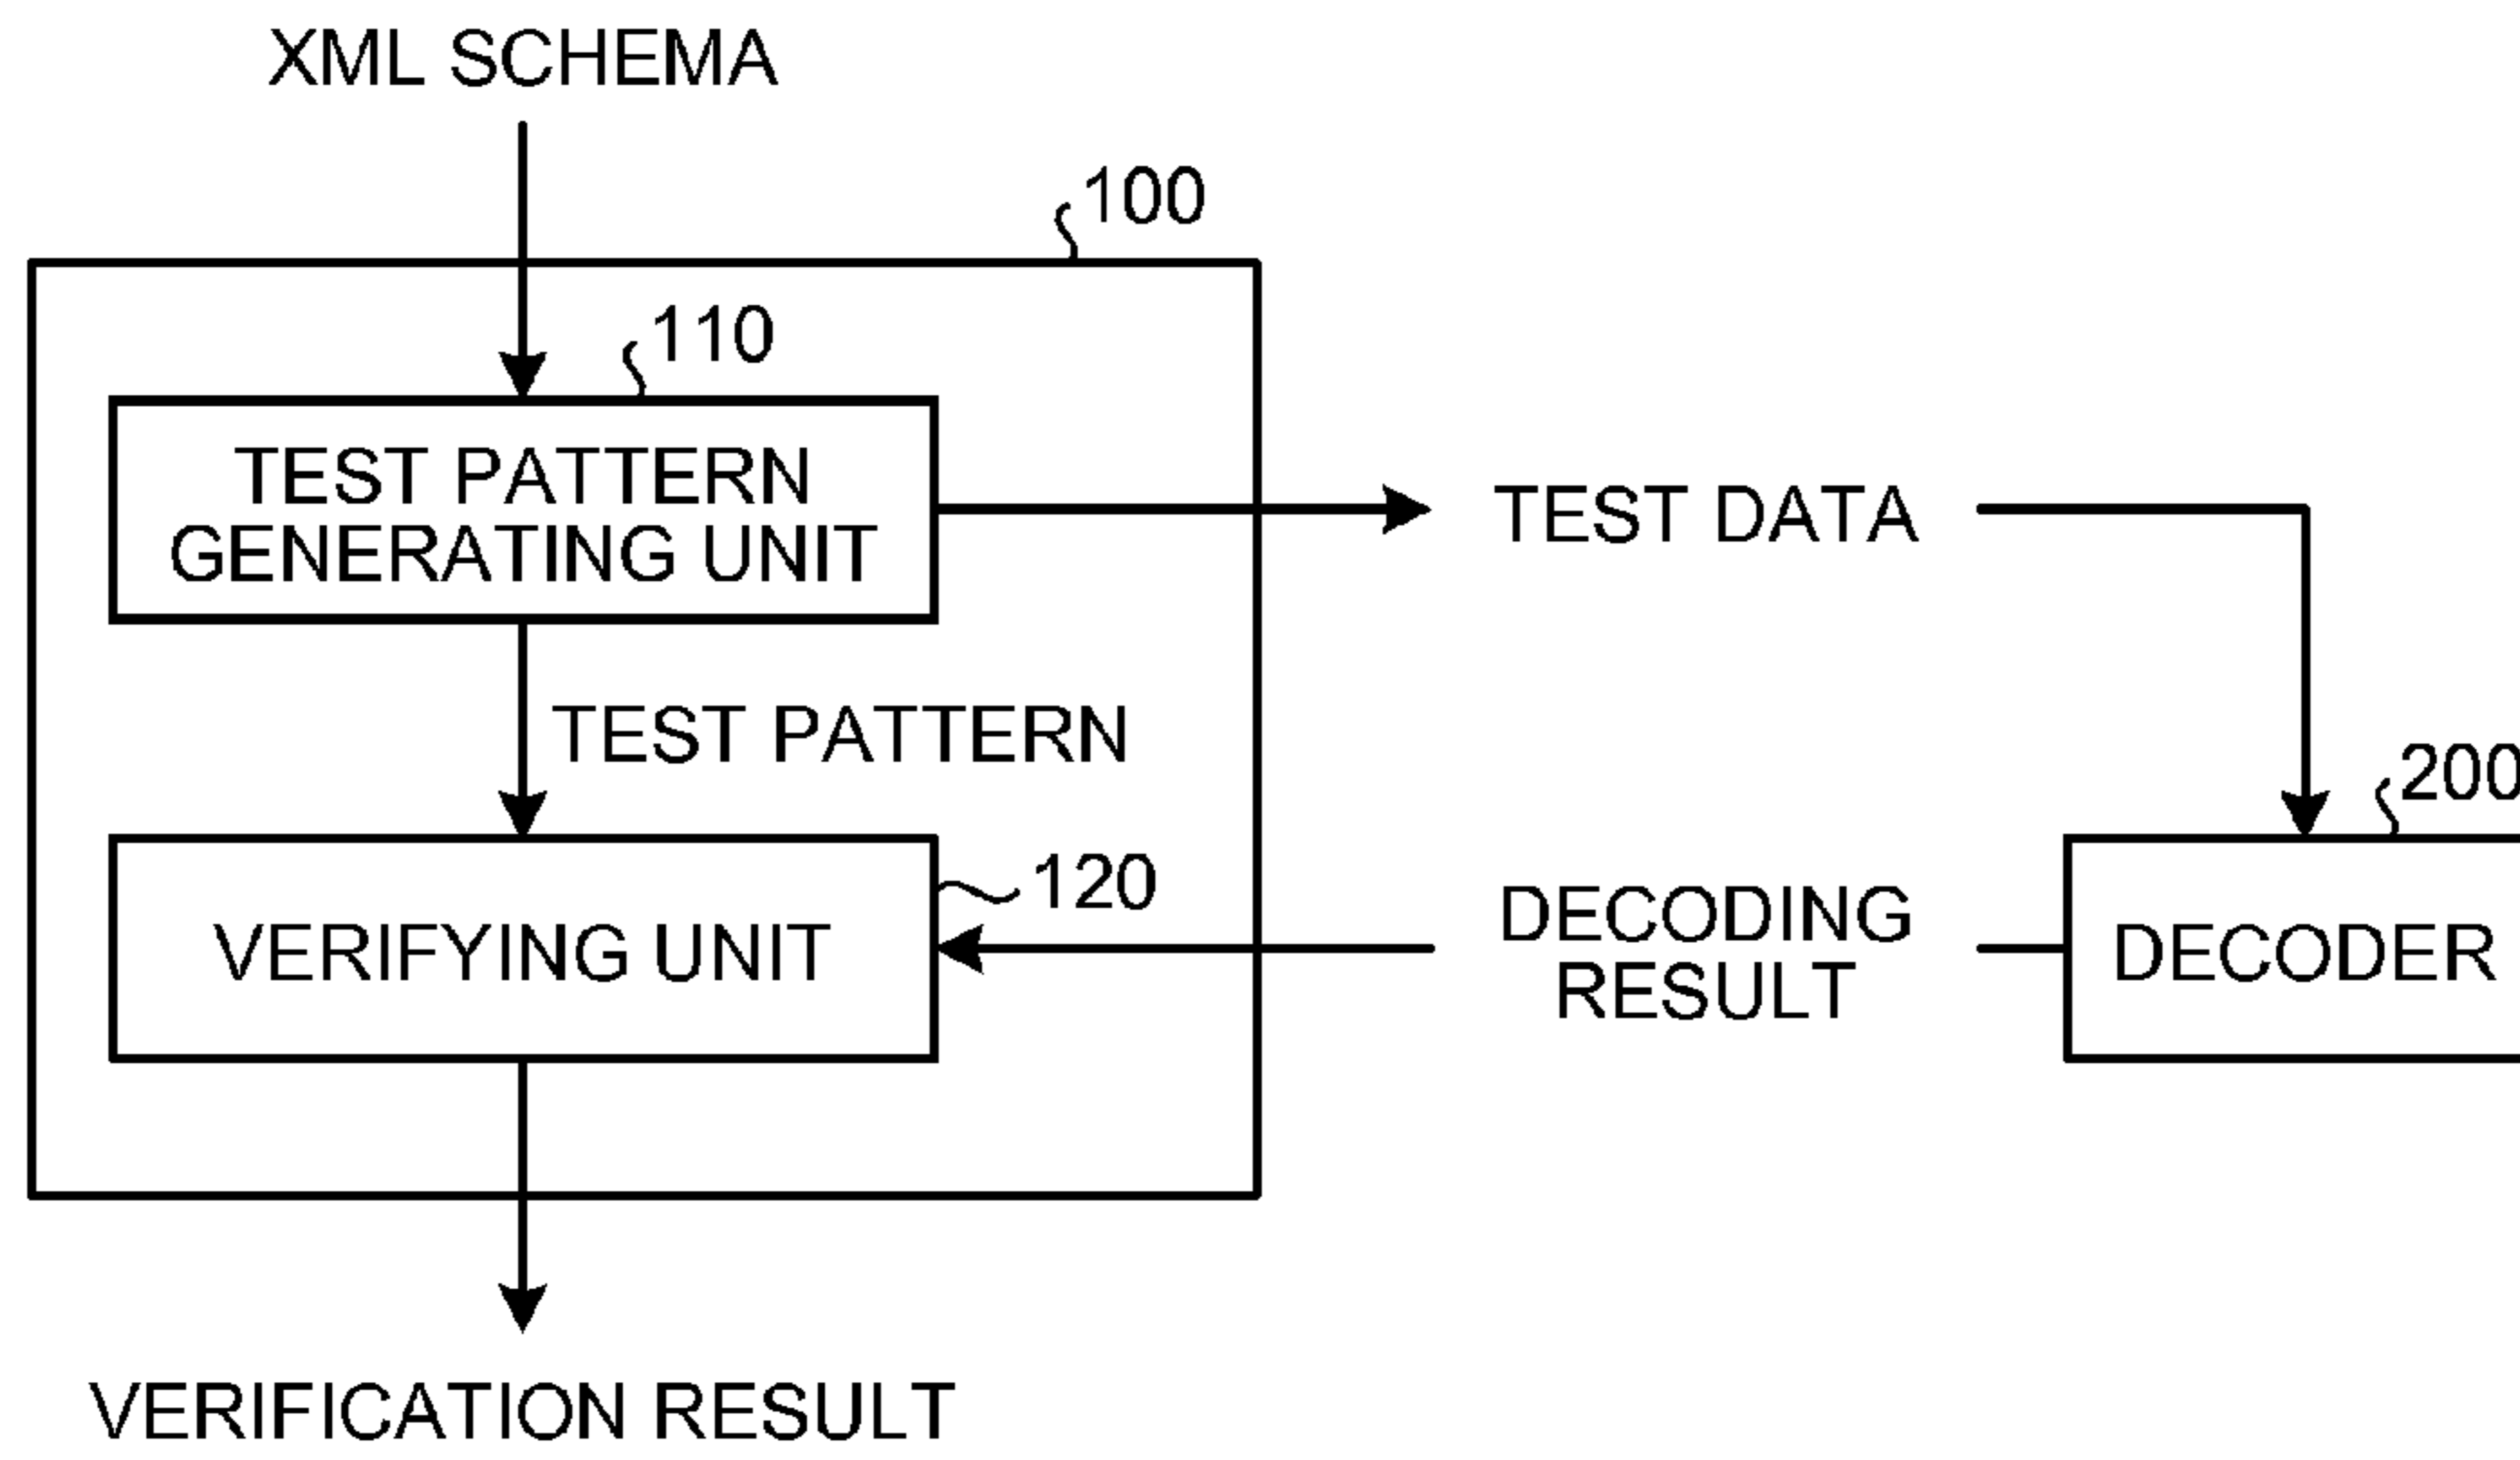 XML SCHEMA
100
110
TEST PATTERN
GENERATING UNIT
TEST DATA
TEST PATTERN
200
120
VERIFYING UNIT
DECODING
RESULT
DECODER
VERIFICATION RESULT